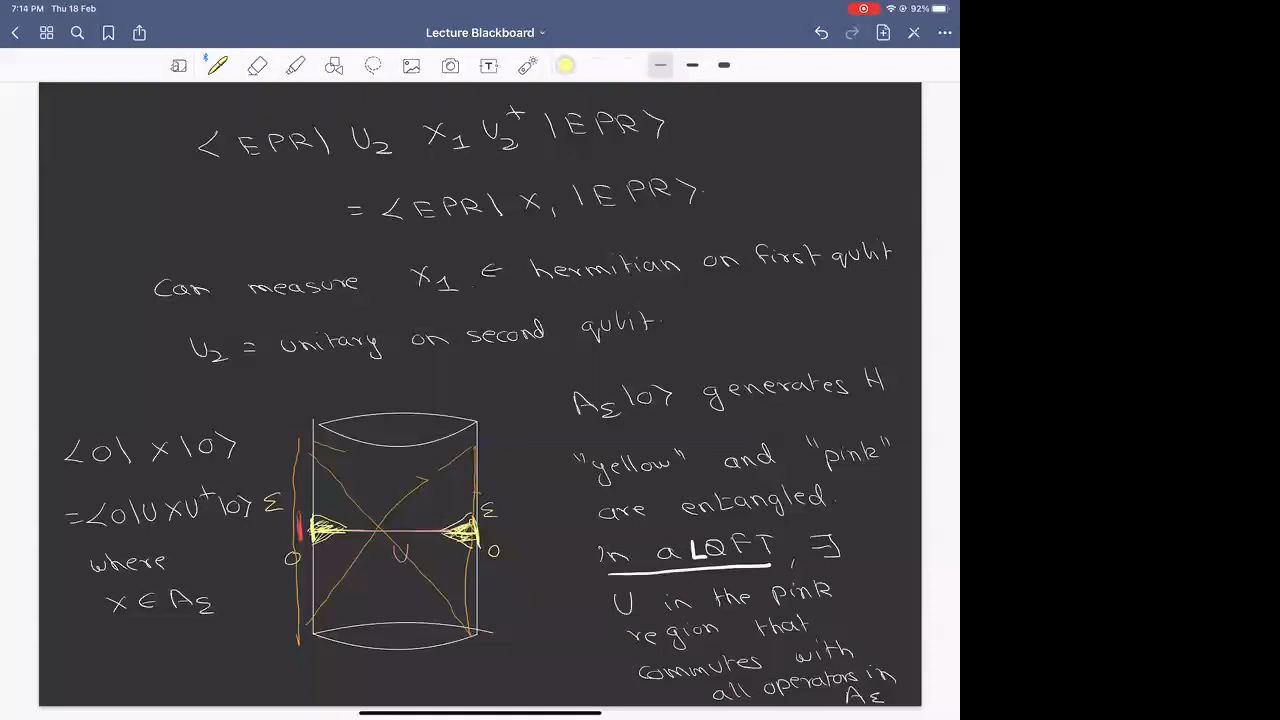 7:14 PM Thu 18 Feb
92%
Lecture Blackboard
<EPR| U₂ X₁ U₂† |EPR>
= <EPR| X₁ |EPR>.
Can measure X₁ ∈ hermitian on first qubit
U₂ = unitary on second qubit.
<0| X |0>
= <0|U X U†|0>
where
X ∈ A_Σ
Σ
Σ
0
0
U
A_Σ |0> generates H
"yellow" and "pink"
are entangled.
in a LQFT, ∃
U in the pink
region that
commutes with
all operators in
A_Σ